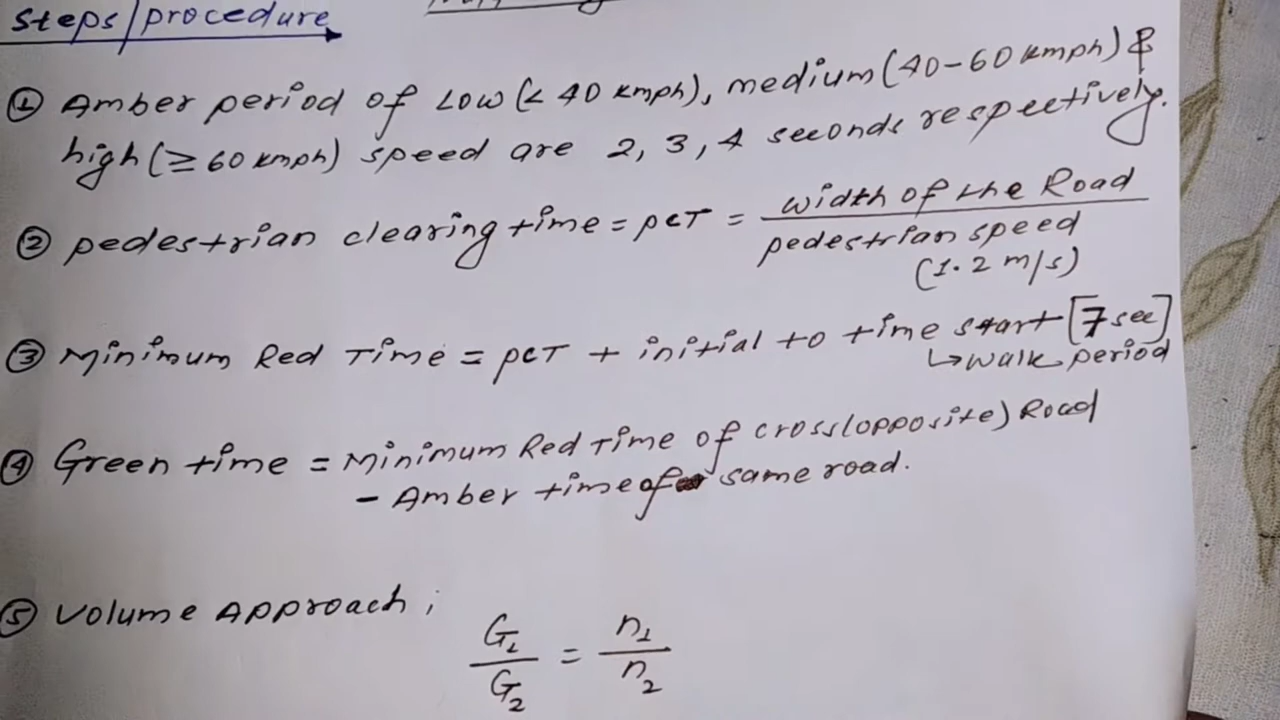 Steps/procedure
① Amber period of Low (< 40 kmph), medium (40-60 kmph) &
high (≥ 60 kmph) speed are 2, 3, 4 seconds respectively.
② pedestrian clearing time = PCT = width of the Road
pedestrian speed
(1.2 m/s)
③ Minimum Red Time = PCT + initial to time start [7 sec]
↳ walk period
④ Green time = Minimum Red Time of cross(opposite) Road
- Amber time of same road.
⑤ Volume Approach;
G₁ = n₁
G₂ n₂